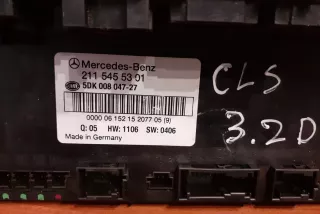 Mercedes-Benz
211 545 53 01
5DK 008 047-27
0000 06 152 15 2077 05 (9)
Q: 05 HW: 1106 SW: 0406
Made in Germany
CLS
3.2D